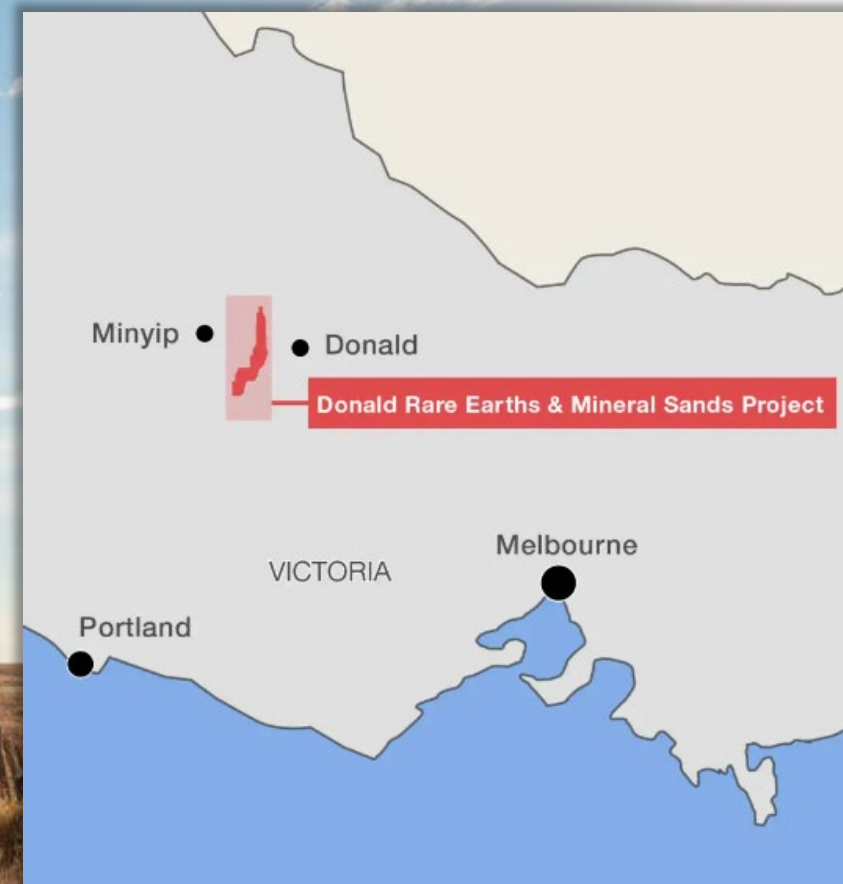 Minyip
Donald
Donald Rare Earths & Mineral Sands Project
Melbourne
VICTORIA
Portland